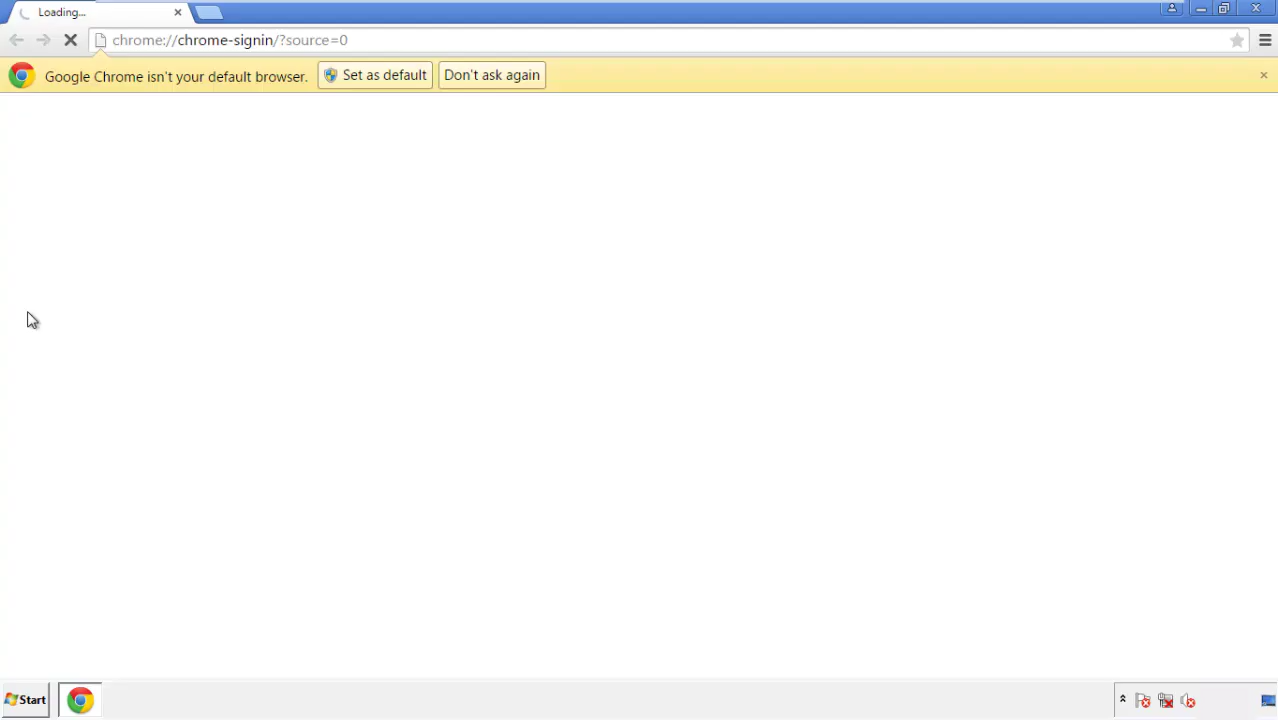 Loading...
chrome://chrome-signin/?source=0
Google Chrome isn't your default browser. Set as default Don't ask again
Start